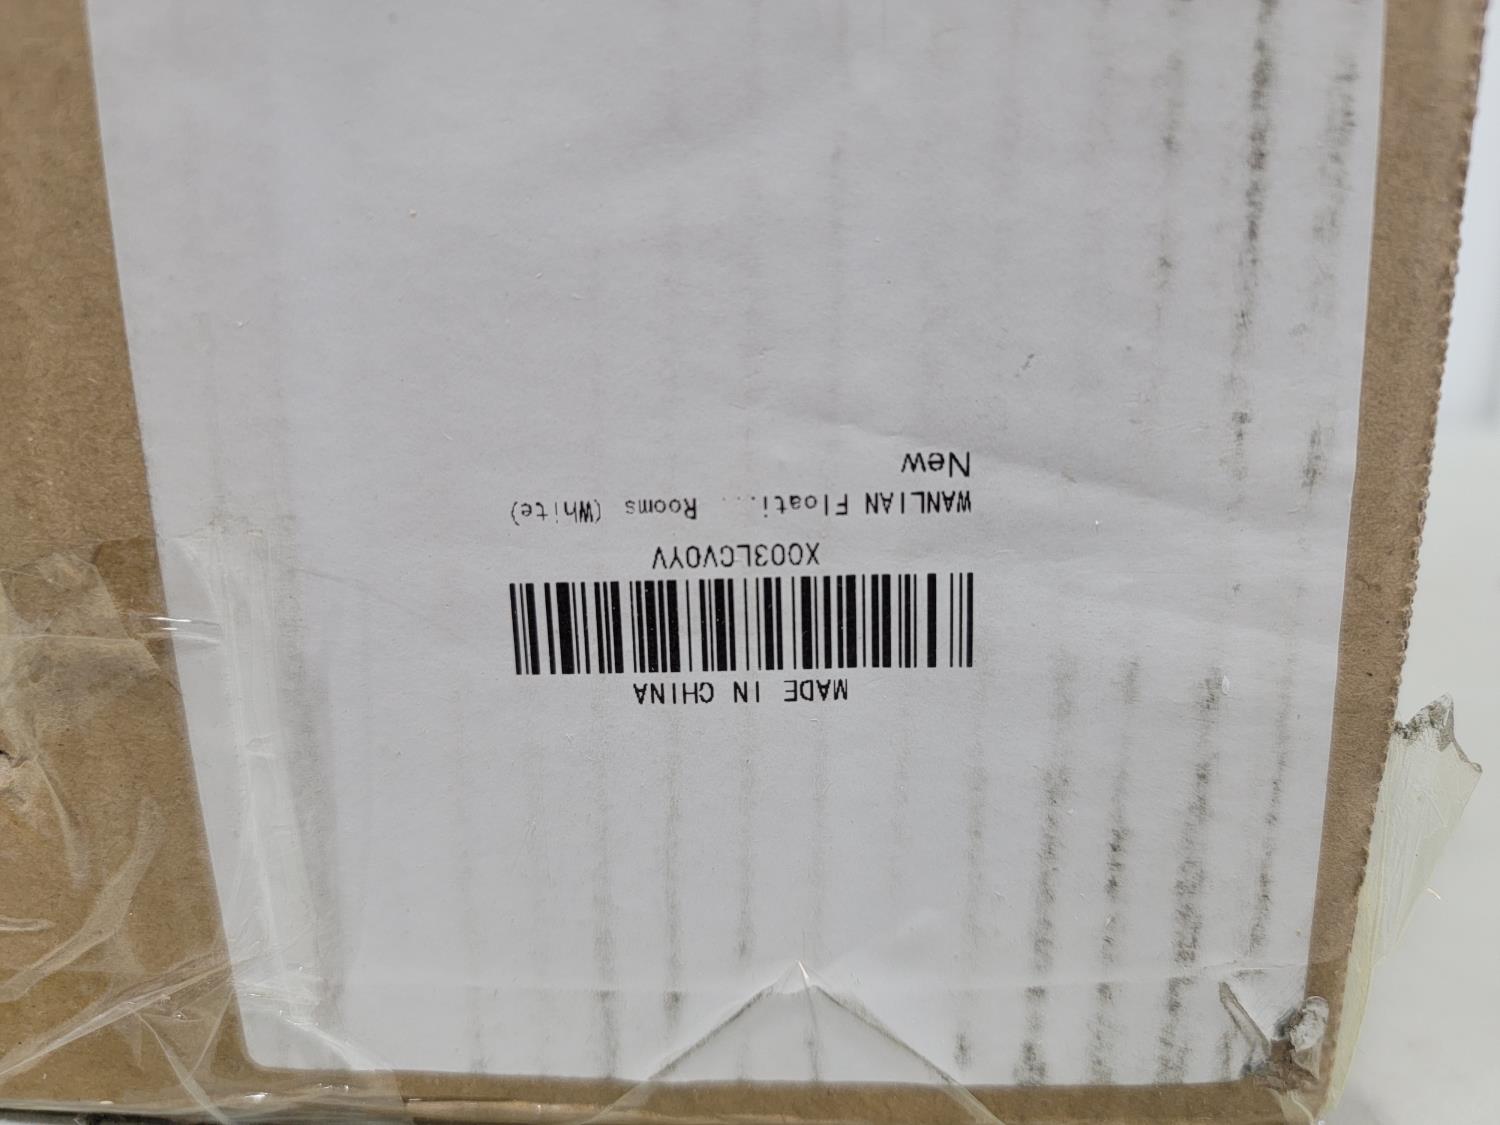 MADE IN CHINA
X003LCV0YV
WANLIAN Floati... Rooms (White)
New